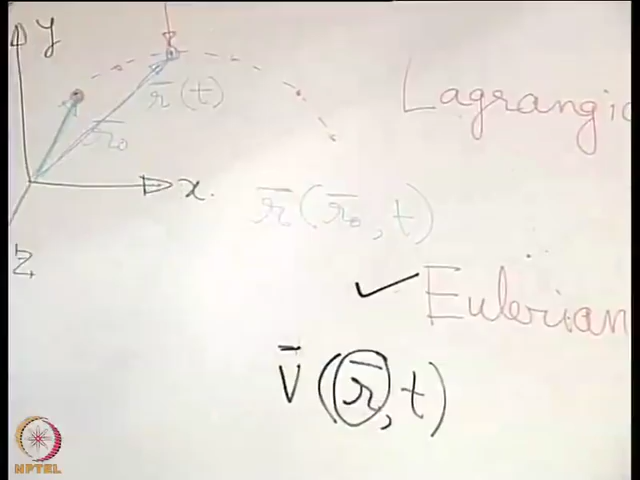 y
r̄(t)
r̄₀
x.
z
Lagrangia
r̄(r̄₀, t)
✓ Eulerian
V̄(r̄, t)
NPTEL